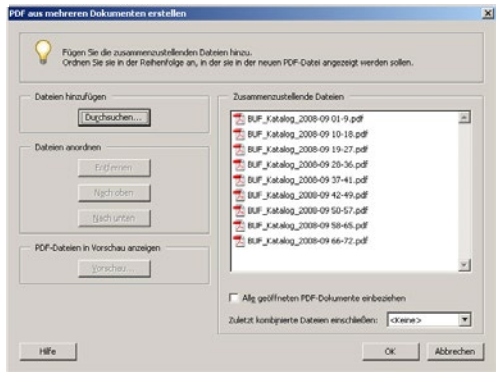 PDF aus mehreren Dokumenten erstellen
Fügen Sie die zusammenzustellenden Dateien hinzu.
Ordnen Sie sie in der Reihenfolge an, in der sie in der neuen PDF-Datei angezeigt werden sollen.
Dateien hinzufügen
Durchsuchen...
Dateien anordnen
Entfernen
Nach oben
Nach unten
PDF-Dateien in Vorschau anzeigen
Vorschau...
Zusammenzustellende Dateien
BUF_Katalog_2008-09 01-9.pdf
BUF_Katalog_2008-09 10-18.pdf
BUF_Katalog_2008-09 19-27.pdf
BUF_Katalog_2008-09 28-36.pdf
BUF_Katalog_2008-09 37-41.pdf
BUF_Katalog_2008-09 42-49.pdf
BUF_Katalog_2008-09 50-57.pdf
BUF_Katalog_2008-09 58-65.pdf
BUF_Katalog_2008-09 66-72.pdf
Alle geöffneten PDF-Dokumente einbeziehen
Zuletzt kombinierte Dateien einschließen: <Keine>
Hilfe
OK
Abbrechen